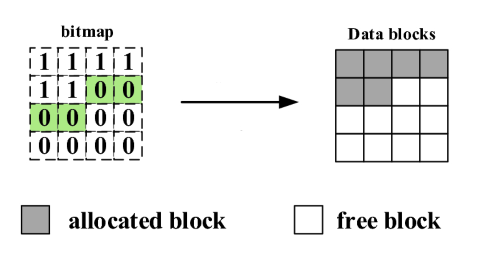 bitmap
Data blocks
1 1 1 1
1 1 0 0
0 0 0 0
0 0 0 0
allocated block
free block